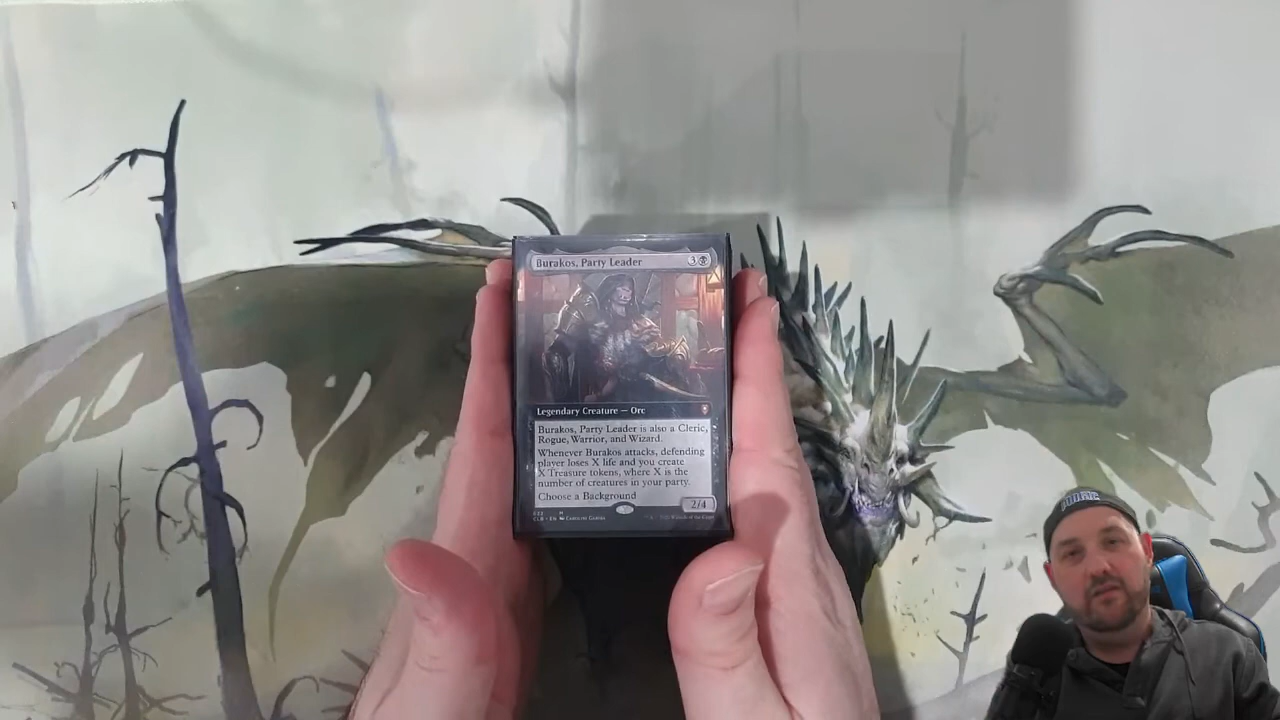 Burakos, Party Leader 3
Legendary Creature — Orc
Burakos, Party Leader is also a Cleric,
Rogue, Warrior, and Wizard.
Whenever Burakos attacks, defending
player loses X life and you create
X Treasure tokens, where X is the
number of creatures in your party.
Choose a Background
2/4
CLB • EN